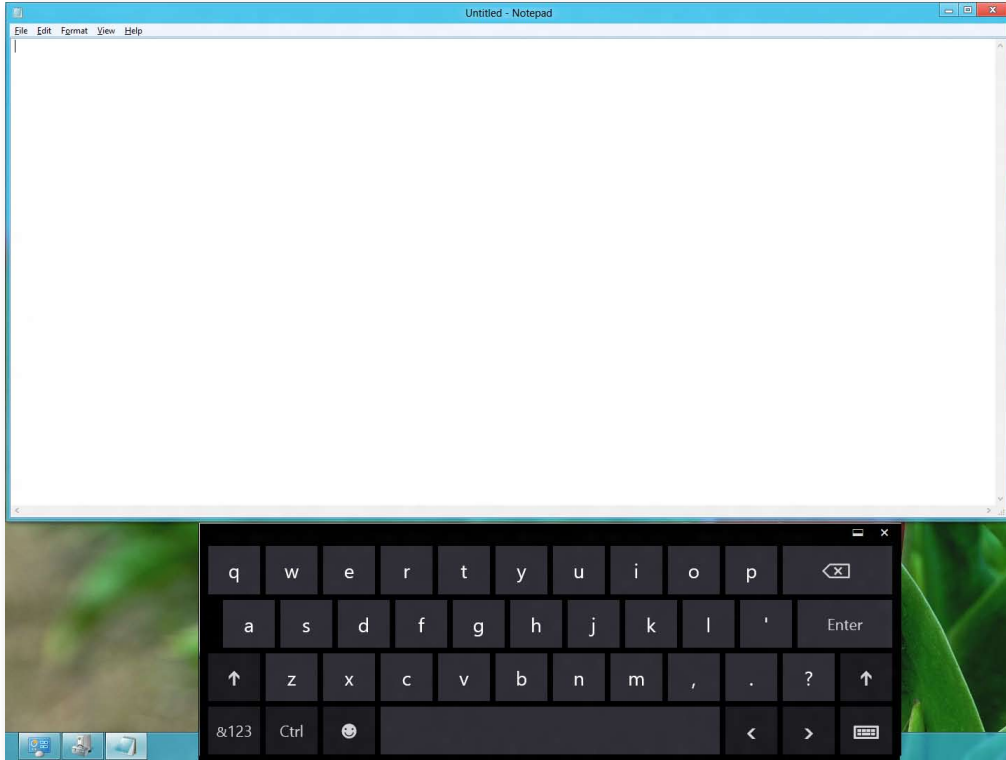 Untitled - Notepad
File Edit Format View Help
q w e r t y u i o p
a s d f g h j k l ' Enter
z x c v b n m , . ?
&123 Ctrl < >